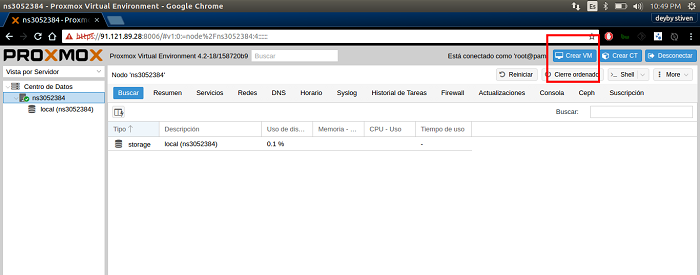 ns3052384 - Proxmox Virtual Environment - Google Chrome
Es
10:49 PM
ns3052384 - Proxm
deyby stiven
https://91.121.89.28:8006/#v1:0:=node%2Fns3052384:4:::::
PROXMOX Proxmox Virtual Environment 4.2-18/158720b9 Buscar Está conectado como 'root@pam Crear VM Crear CT Desconectar
Vista por Servidor
Node 'ns3052384' Reiniciar Cierre ordenado Shell More
Centro de Datos
ns3052384
local (ns3052384)
Buscar Resumen Servicios Redes DNS Horario Syslog Historial de Tareas Firewall Actualizaciones Consola Ceph Suscripción
Buscar:
Tipo Descripción Uso de dis... Memoria - ... CPU - Uso Tiempo de uso
storage local (ns3052384) 0.1 % -